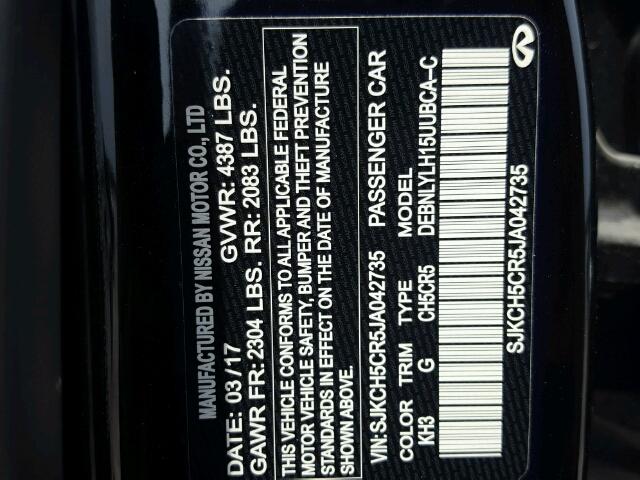 MANUFACTURED BY NISSAN MOTOR CO., LTD
DATE: 03 /17 GVWR: 4387 LBS.
GAWR FR: 2304 LBS. RR: 2083 LBS.
THIS VEHICLE CONFORMS TO ALL APPLICABLE FEDERAL
MOTOR VEHICLE SAFETY, BUMPER AND THEFT PREVENTION
STANDARDS IN EFFECT ON THE DATE OF MANUFACTURE
SHOWN ABOVE.
VIN:SJKCH5CR5JA042735 PASSENGER CAR
COLOR TRIM TYPE MODEL
KH3 G CH5CR5 DEBNLYLH15UUBCA-C
SJKCH5CR5JA042735